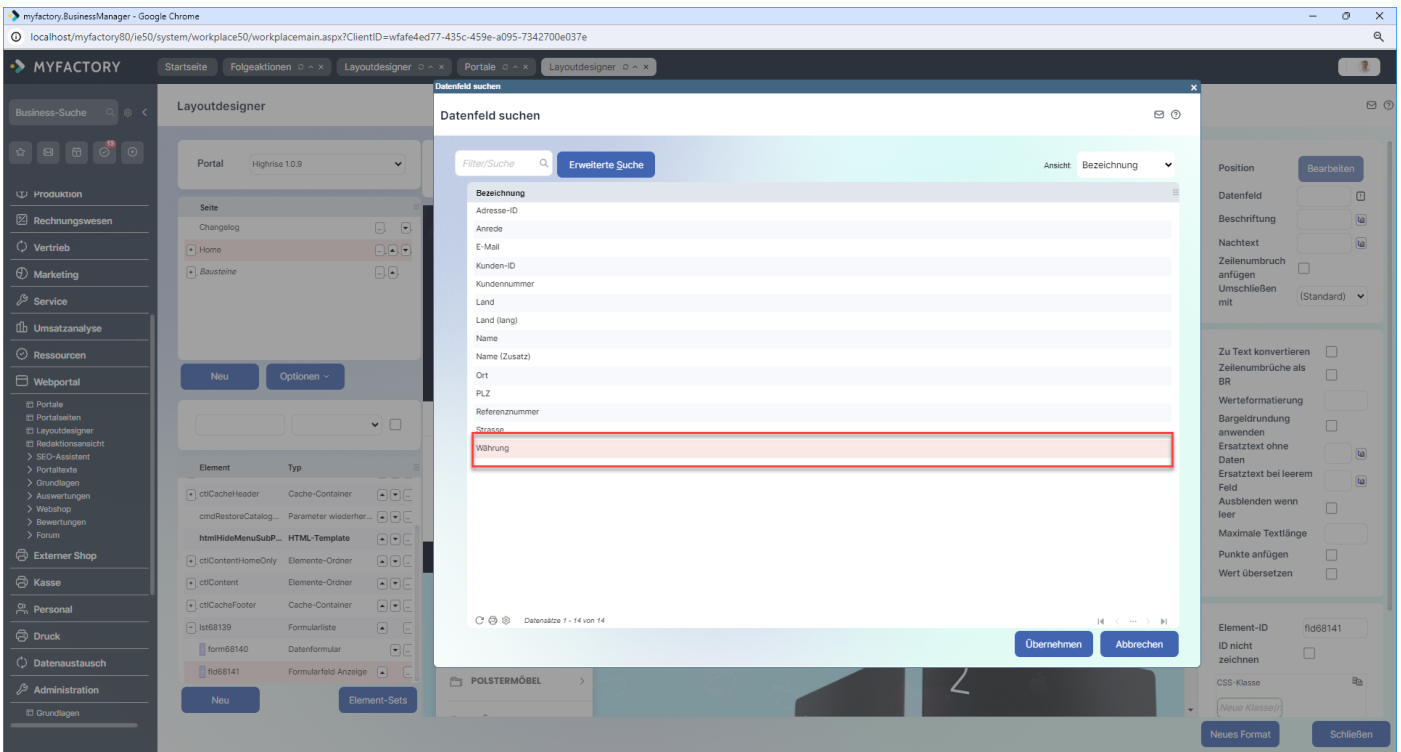 myfactory.BusinessManager - Google Chrome
localhost/myfactory80/ie50/system/workplace50/workplacemain.aspx?ClientID=wfafe4ed77-435c-459e-a095-7342700e037e
MYFACTORY
Startseite
Folgeaktionen
Layoutdesigner
Portale
Layoutdesigner
Business-Suche
Produktion
Rechnungswesen
Vertrieb
Marketing
Service
Umsatzanalyse
Ressourcen
Webportal
Portale
Portalseiten
Layoutdesigner
Redaktionsansicht
SEO-Assistent
Portaltexte
Grundlagen
Auswertungen
Webshop
Bewertungen
Forum
Externer Shop
Kasse
Personal
Druck
Datenaustausch
Administration
Grundlagen
Layoutdesigner
Portal
Highrise 1.0.9
Seite
Changelog
Home
Bausteine
Neu
Optionen
Element Typ
ctlCacheHeader Cache-Container
cmdRestoreCatalog... Parameter wiederher...
htmlHideMenuSubP... HTML-Template
ctlContentHomeOnly Elemente-Ordner
ctlContent Elemente-Ordner
ctlCacheFooter Cache-Container
lst68139 Formularliste
form68140 Datenformular
fld68141 Formularfeld Anzeige
Neu
Element-Sets
Datenfeld suchen
Datenfeld suchen
Filter/Suche
Erweiterte Suche
Ansicht: Bezeichnung
Bezeichnung
Adresse-ID
Anrede
E-Mail
Kunden-ID
Kundennummer
Land
Land (lang)
Name
Name (Zusatz)
Ort
PLZ
Referenznummer
Strasse
Währung
Datensätze 1 - 14 von 14
Übernehmen
Abbrechen
POLSTERMÖBEL
2
Position
Bearbeiten
Datenfeld
Beschriftung
Nachtext
Zeilenumbruch
anfügen
Umschließen
mit
(Standard)
Zu Text konvertieren
Zeilenumbrüche als
BR
Werteformatierung
Bargeldrundung
anwenden
Ersatztext ohne
Daten
Ersatztext bei leerem
Feld
Ausblenden wenn
leer
Maximale Textlänge
Punkte anfügen
Wert übersetzen
Element-ID
fld68141
ID nicht
zeichnen
CSS-Klasse
Neues Format
Schließen